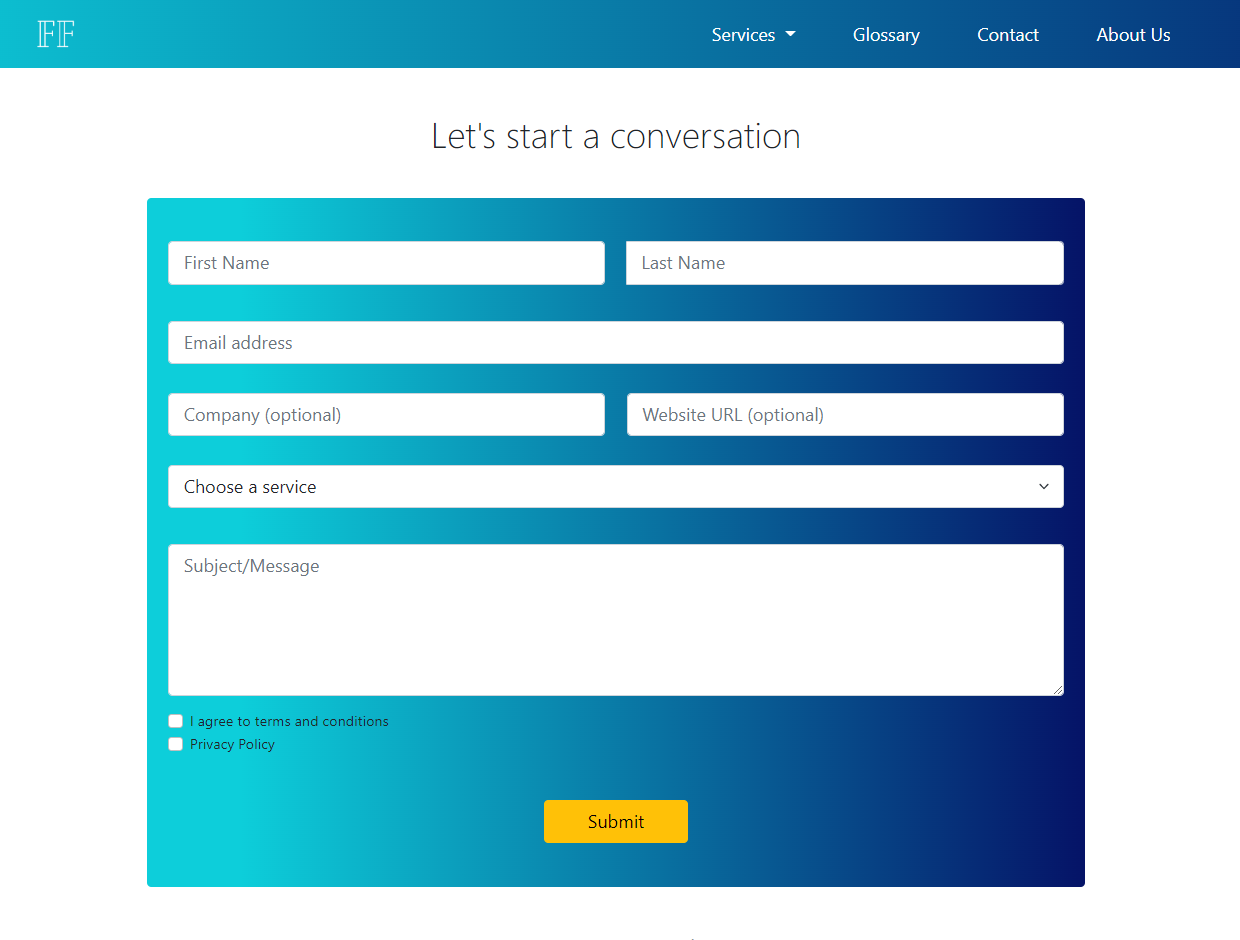 FF Services Glossary Contact About Us
Let's start a conversation
First Name Last Name
Email address
Company (optional) Website URL (optional)
Choose a service
Subject/Message
I agree to terms and conditions
Privacy Policy
Submit